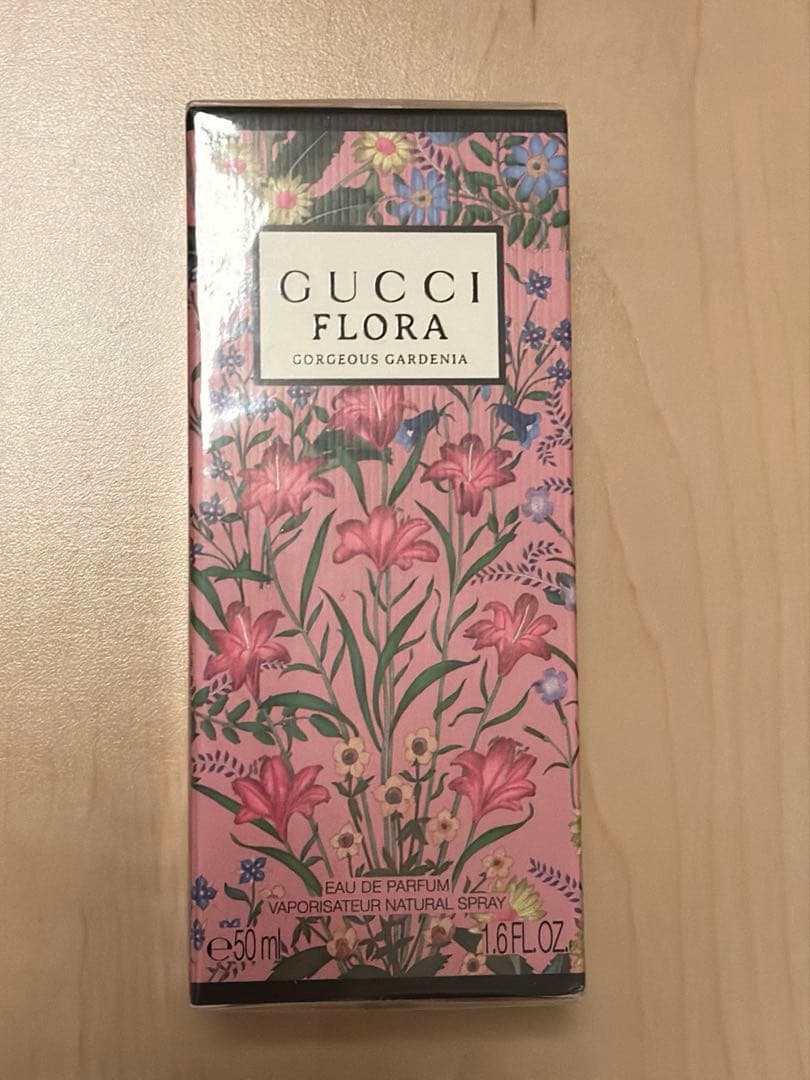 GUCCI
FLORA
GORGEOUS GARDENIA
EAU DE PARFUM
VAPORISATEUR NATURAL SPRAY
℮50 ml 1.6 FL.OZ.